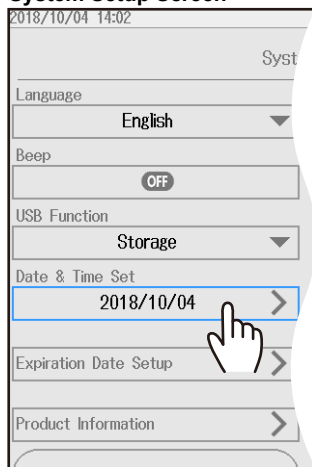 System Setup Screen
2018/10/04 14:02
Syst
Language
English
Beep
OFF
USB Function
Storage
Date & Time Set
2018/10/04
Expiration Date Setup
Product Information